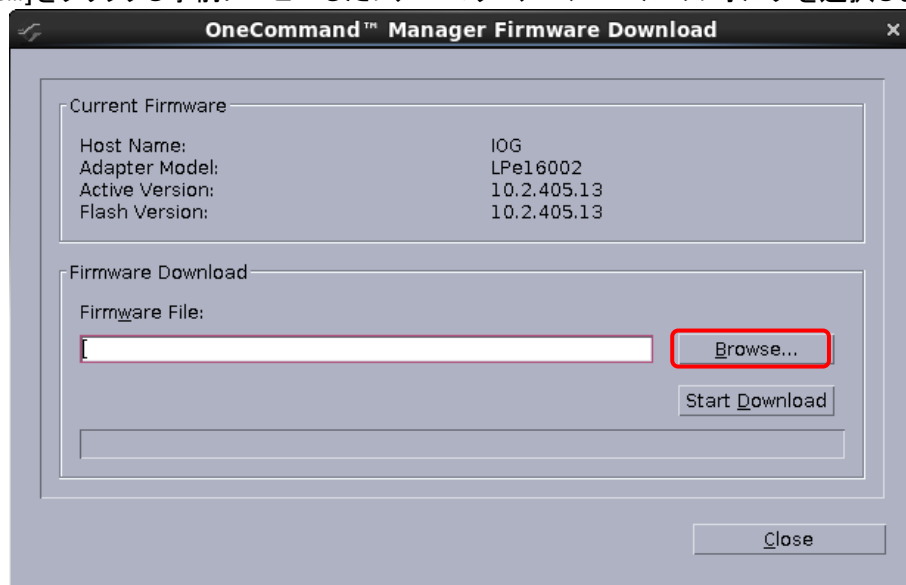 OneCommand™ Manager Firmware Download
Current Firmware
Host Name: IOG
Adapter Model: LPe16002
Active Version: 10.2.405.13
Flash Version: 10.2.405.13
Firmware Download
Firmware File:
[
Browse...
Start Download
Close